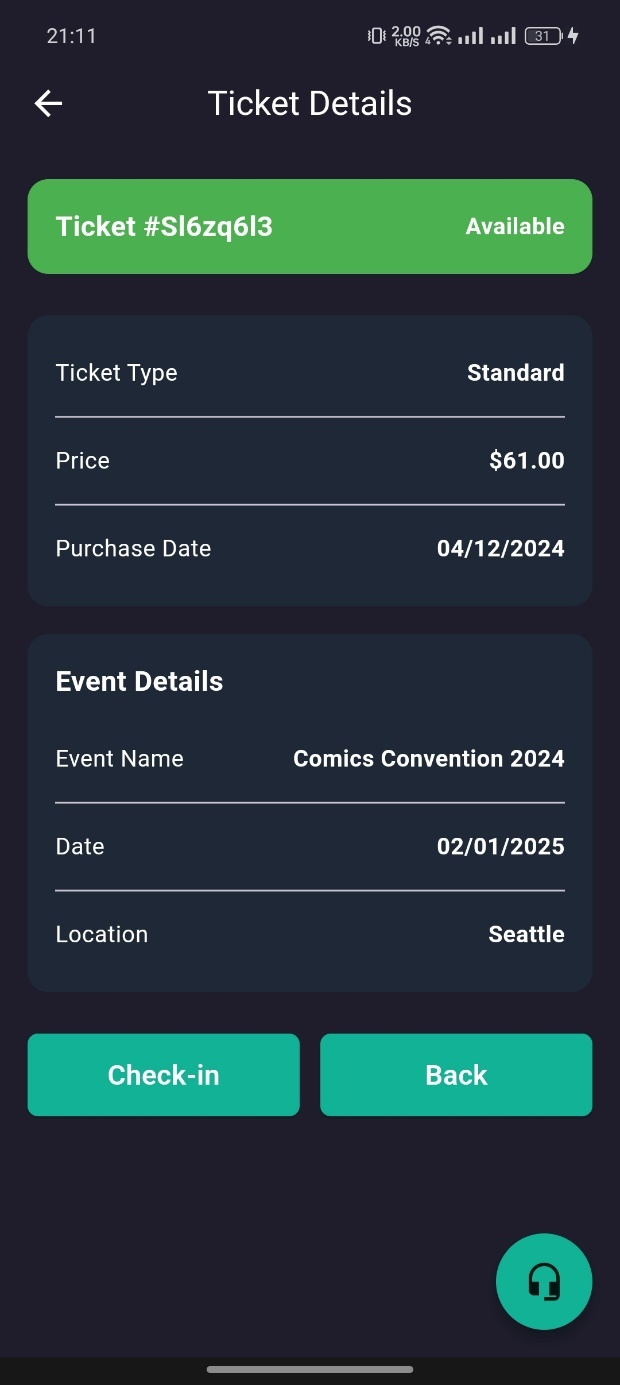 21:11
2.00
KB/S
4
31
Ticket Details
Ticket #Sl6zq6l3
Available
Ticket Type
Standard
Price
$61.00
Purchase Date
04/12/2024
Event Details
Event Name
Comics Convention 2024
Date
02/01/2025
Location
Seattle
Check-in
Back